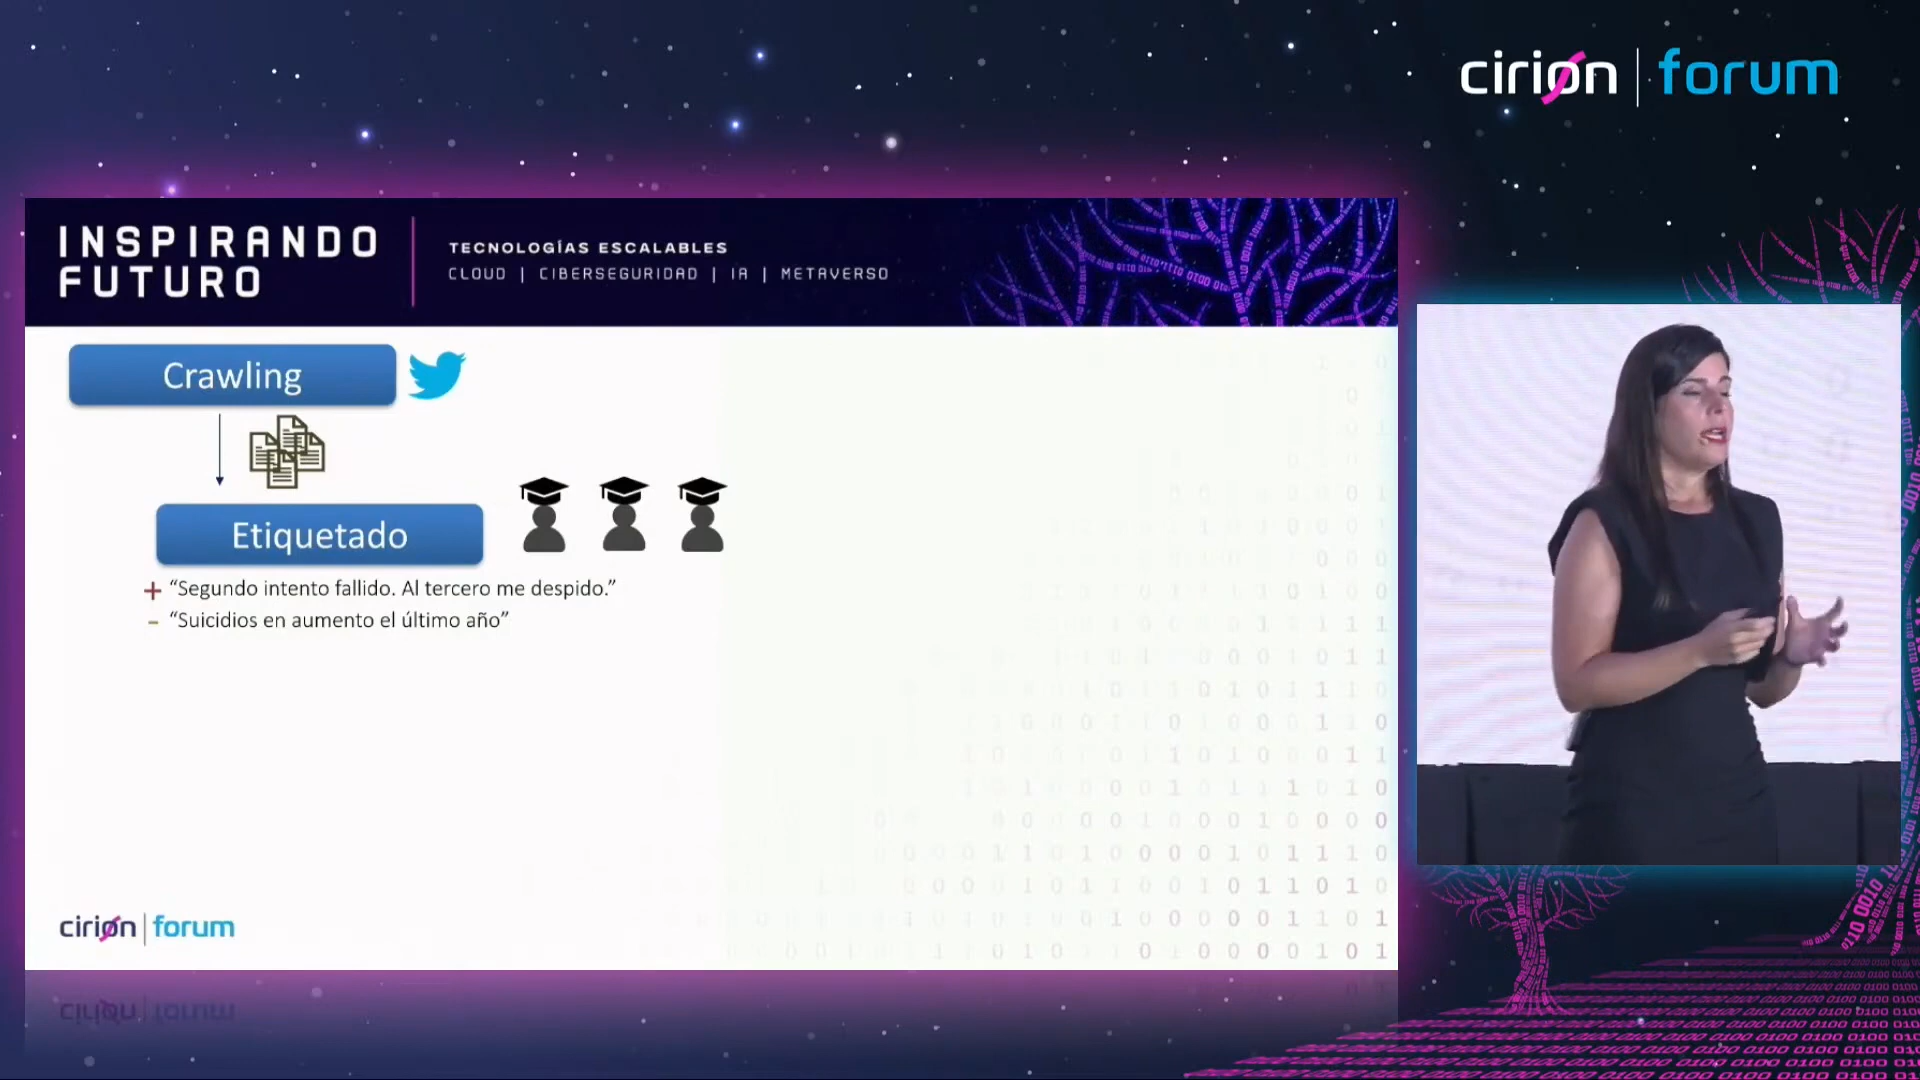 cirion | forum
INSPIRANDO
FUTURO
TECNOLOGÍAS ESCALABLES
CLOUD | CIBERSEGURIDAD | IA | METAVERSO
Crawling
Etiquetado
+ “Segundo intento fallido. Al tercero me despido.”
- “Suicidios en aumento el último año”
cirion | forum